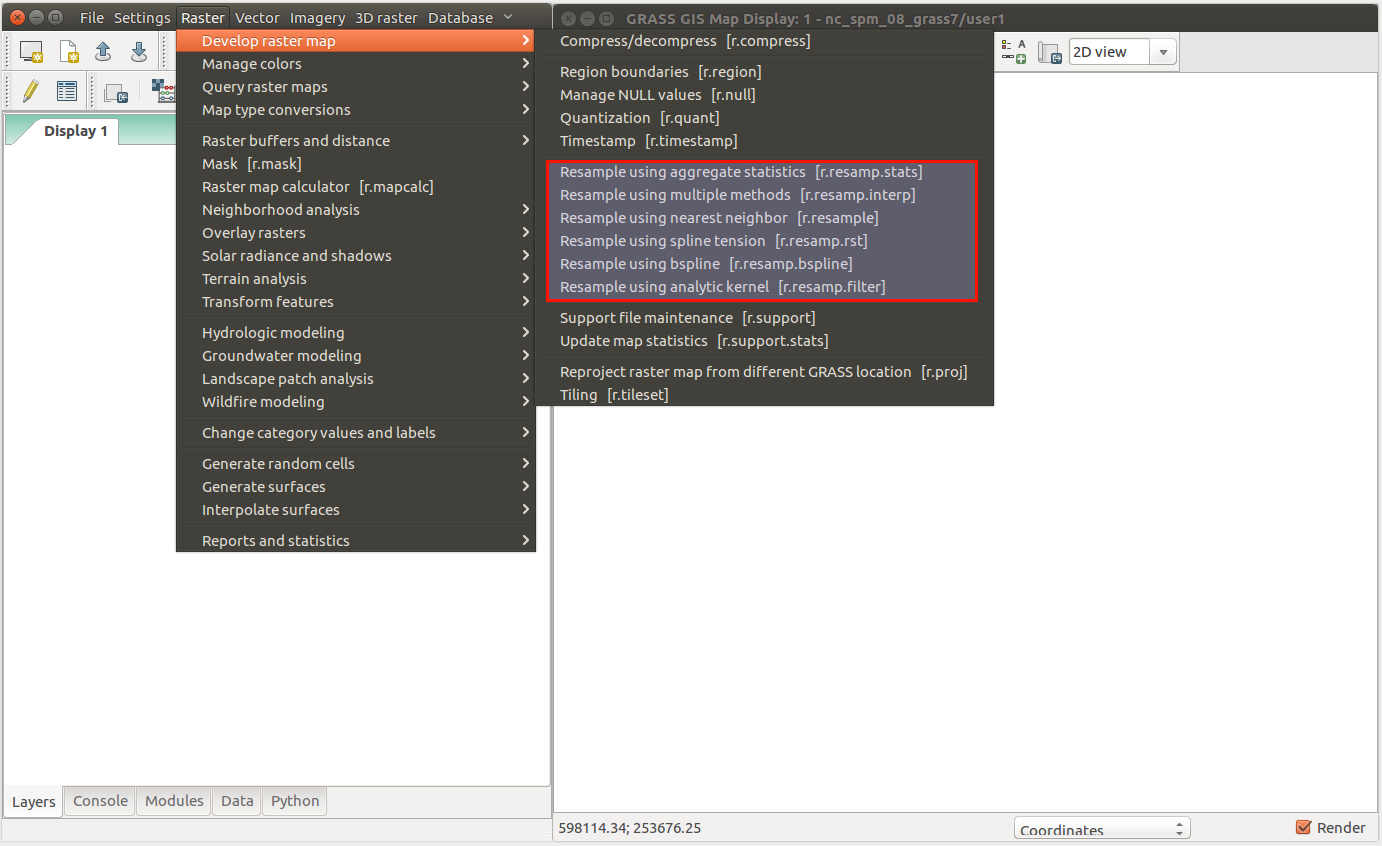 File Settings Raster Vector Imagery 3D raster Database
GRASS GIS Map Display: 1 - nc_spm_08_grass7/user1
A
2D view
Display 1
Develop raster map
Manage colors
Query raster maps
Map type conversions
Raster buffers and distance
Mask [r.mask]
Raster map calculator [r.mapcalc]
Neighborhood analysis
Overlay rasters
Solar radiance and shadows
Terrain analysis
Transform features
Hydrologic modeling
Groundwater modeling
Landscape patch analysis
Wildfire modeling
Change category values and labels
Generate random cells
Generate surfaces
Interpolate surfaces
Reports and statistics
Compress/decompress [r.compress]
Region boundaries [r.region]
Manage NULL values [r.null]
Quantization [r.quant]
Timestamp [r.timestamp]
Resample using aggregate statistics [r.resamp.stats]
Resample using multiple methods [r.resamp.interp]
Resample using nearest neighbor [r.resample]
Resample using spline tension [r.resamp.rst]
Resample using bspline [r.resamp.bspline]
Resample using analytic kernel [r.resamp.filter]
Support file maintenance [r.support]
Update map statistics [r.support.stats]
Reproject raster map from different GRASS location [r.proj]
Tiling [r.tileset]
Layers Console Modules Data Python
598114.34; 253676.25
Coordinates
Render